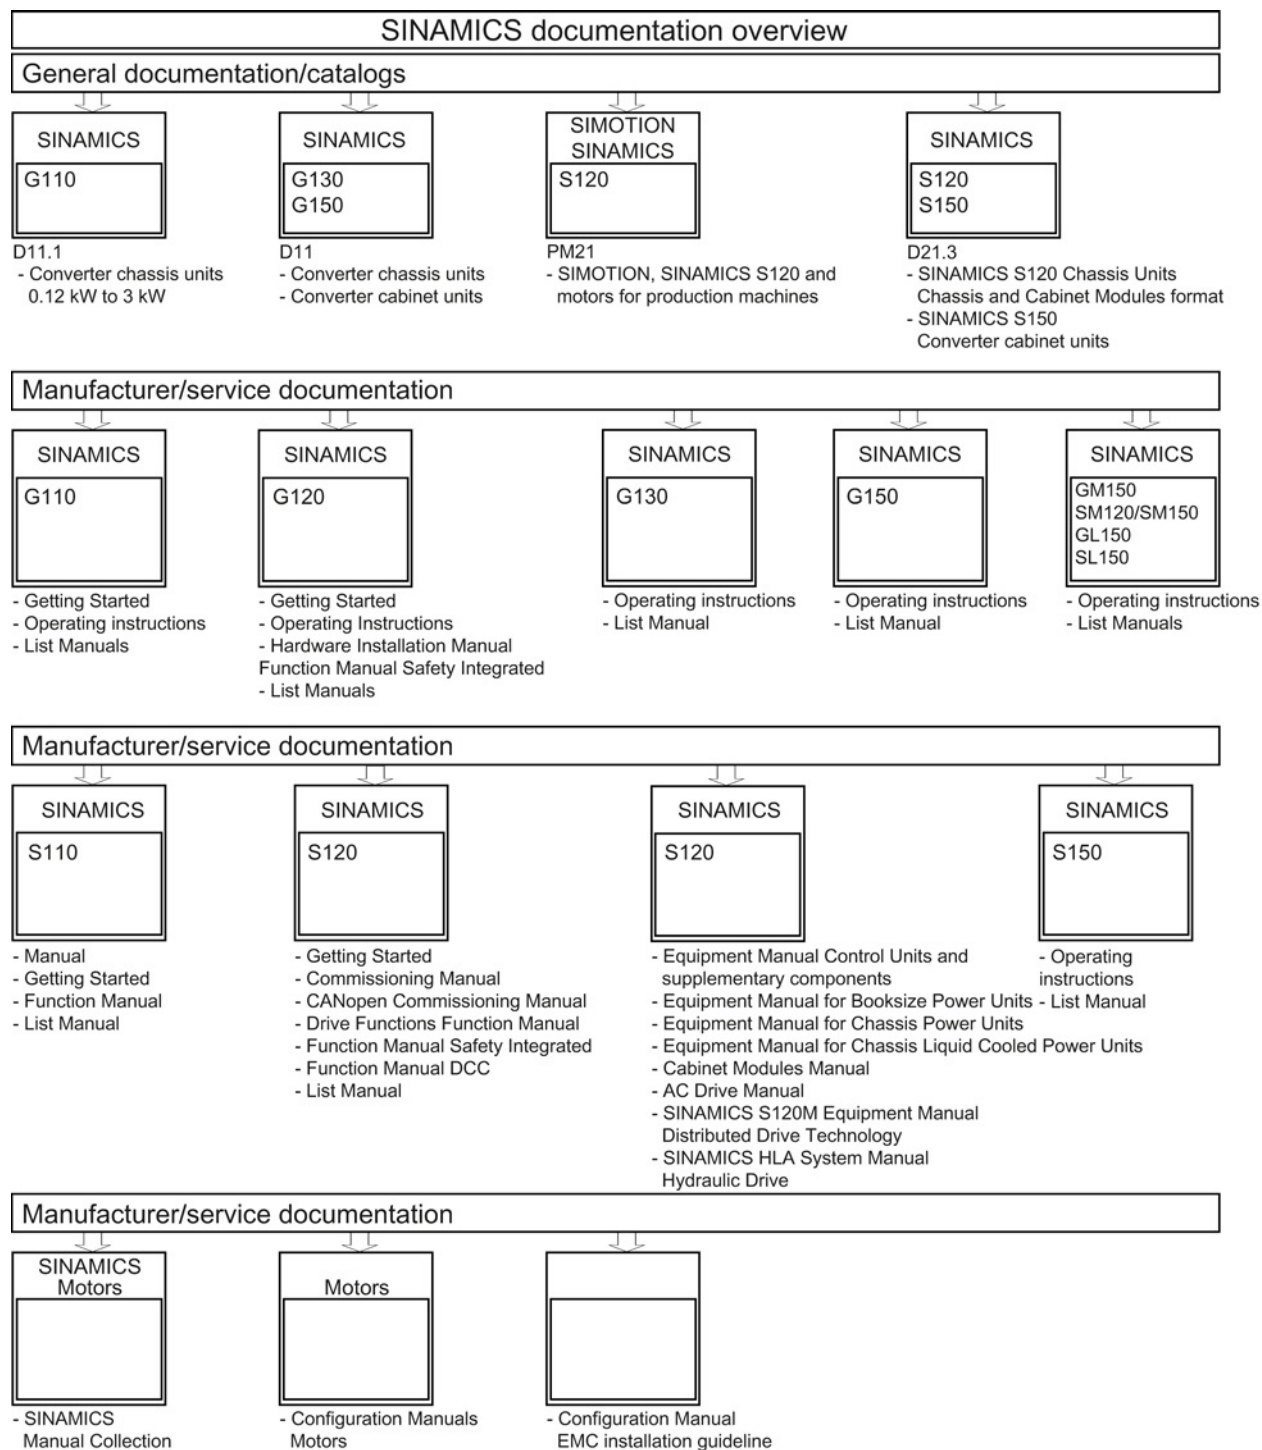 SINAMICS documentation overview
General documentation/catalogs
SINAMICS
G110
D11.1
- Converter chassis units
0.12 kW to 3 kW
SINAMICS
G130
G150
D11
- Converter chassis units
- Converter cabinet units
SIMOTION
SINAMICS
S120
PM21
- SIMOTION, SINAMICS S120 and
motors for production machines
SINAMICS
S120
S150
D21.3
- SINAMICS S120 Chassis Units
Chassis and Cabinet Modules format
- SINAMICS S150
Converter cabinet units
Manufacturer/service documentation
SINAMICS
G110
- Getting Started
- Operating instructions
- List Manuals
SINAMICS
G120
- Getting Started
- Operating Instructions
- Hardware Installation Manual
Function Manual Safety Integrated
- List Manuals
SINAMICS
G130
- Operating instructions
- List Manual
SINAMICS
G150
- Operating instructions
- List Manual
SINAMICS
GM150
SM120/SM150
GL150
SL150
- Operating instructions
- List Manuals
Manufacturer/service documentation
SINAMICS
S110
- Manual
- Getting Started
- Function Manual
- List Manual
SINAMICS
S120
- Getting Started
- Commissioning Manual
- CANopen Commissioning Manual
- Drive Functions Function Manual
- Function Manual Safety Integrated
- Function Manual DCC
- List Manual
SINAMICS
S120
- Equipment Manual Control Units and
supplementary components
- Equipment Manual for Booksize Power Units
- Equipment Manual for Chassis Power Units
- Equipment Manual for Chassis Liquid Cooled Power Units
- Cabinet Modules Manual
- AC Drive Manual
- SINAMICS S120M Equipment Manual
Distributed Drive Technology
- SINAMICS HLA System Manual
Hydraulic Drive
SINAMICS
S150
- Operating
instructions
- List Manual
Manufacturer/service documentation
SINAMICS
Motors
- SINAMICS
Manual Collection
Motors
- Configuration Manuals
Motors
- Configuration Manual
EMC installation guideline